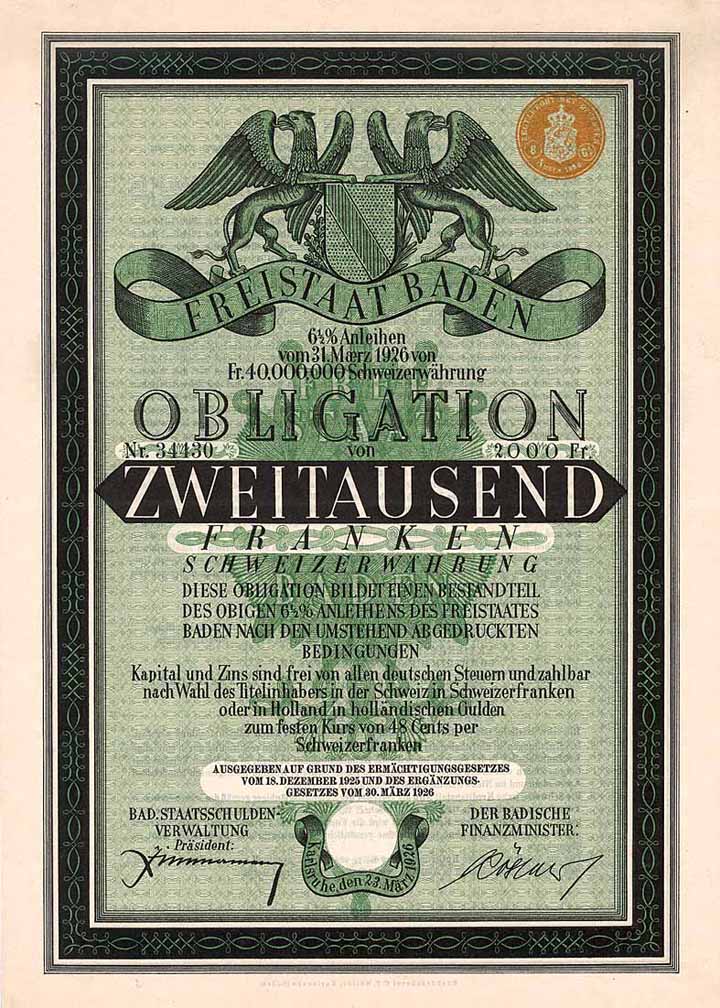 FREISTAAT BADEN
6½% Anleihen
vom 31. Mærz 1926 von
Fr. 40,000,000 Schweizerwährung
OBLIGATION
Nr. 34430 von 2000 Fr.
ZWEITAUSEND
FRANKEN
SCHWEIZERWÄHRUNG
DIESE OBLIGATION BILDET EINEN BESTANDTEIL
DES OBIGEN 6½% ANLEIHENS DES FREISTAATES
BADEN NACH DEN UMSTEHEND ABGEDRUCKTEN
BEDINGUNGEN
Kapital und Zins sind frei von allen deutschen Steuern und zahlbar
nach Wahl des Titelinhabers in der Schweiz in Schweizerfranken
oder in Holland in holländischen Gulden
zum festen Kurs von 48 Cents per
Schweizerfranken
AUSGEGEBEN AUF GRUND DES ERMÄCHTIGUNGSGESETZES
VOM 18. DEZEMBER 1925 UND DES ERGÄNZUNGS-
GESETZES VOM 30. MÄRZ 1926
BAD. STAATSSCHULDEN-
VERWALTUNG
Präsident:
DER BADISCHE
FINANZMINISTER:
Karlsruhe, den 23. März 1926